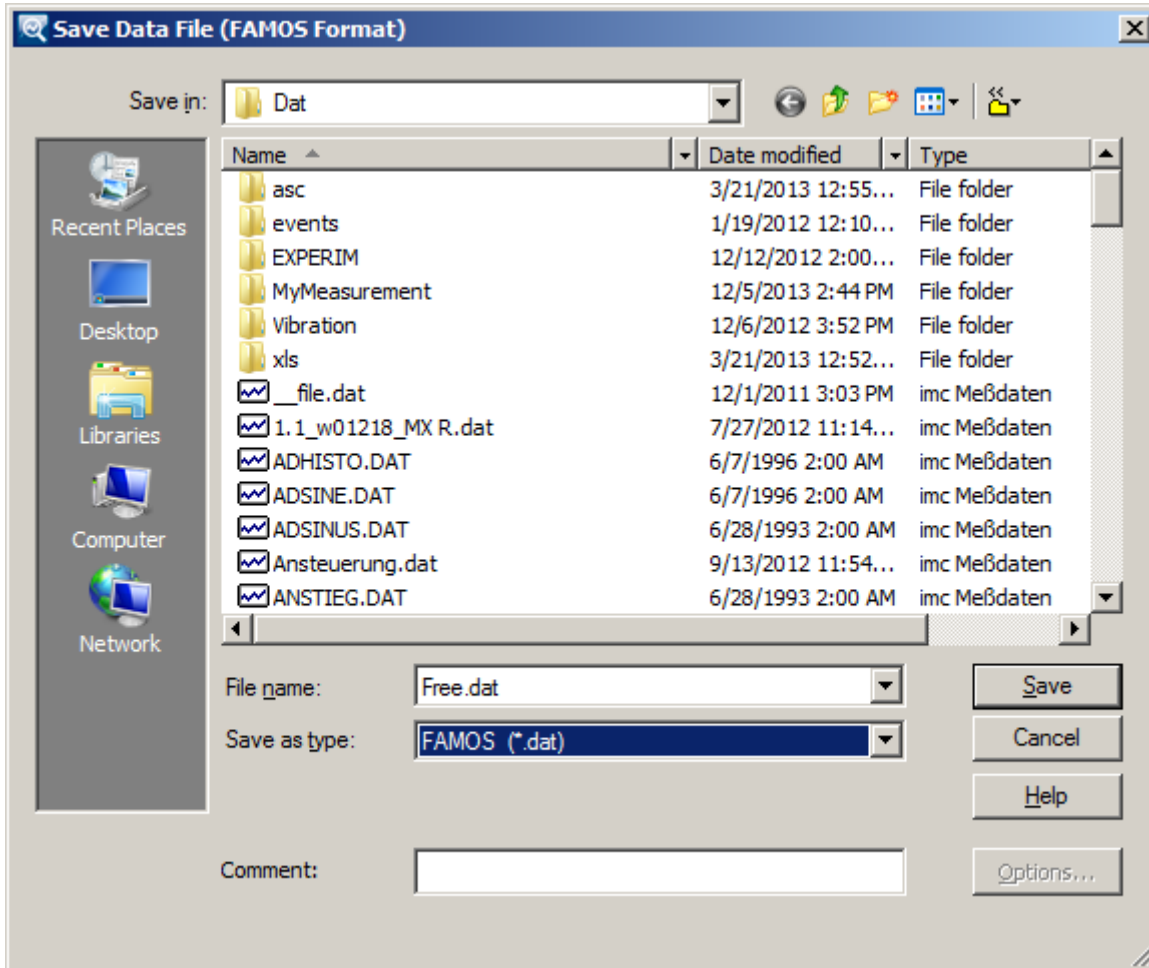 Save Data File (FAMOS Format)
Save in: Dat
Name Date modified Type
asc 3/21/2013 12:55... File folder
events 1/19/2012 12:10... File folder
EXPERIM 12/12/2012 2:00... File folder
MyMeasurement 12/5/2013 2:44 PM File folder
Vibration 12/6/2012 3:52 PM File folder
xls 3/21/2013 12:52... File folder
__file.dat 12/1/2011 3:03 PM imc Meßdaten
1.1_w01218_MX R.dat 7/27/2012 11:14... imc Meßdaten
ADHISTO.DAT 6/7/1996 2:00 AM imc Meßdaten
ADSINE.DAT 6/7/1996 2:00 AM imc Meßdaten
ADSINUS.DAT 6/28/1993 2:00 AM imc Meßdaten
Ansteuerung.dat 9/13/2012 11:54... imc Meßdaten
ANSTIEG.DAT 6/28/1993 2:00 AM imc Meßdaten
Recent Places
Desktop
Libraries
Computer
Network
File name: Free.dat Save
Save as type: FAMOS (*.dat) Cancel
Help
Comment: Options...